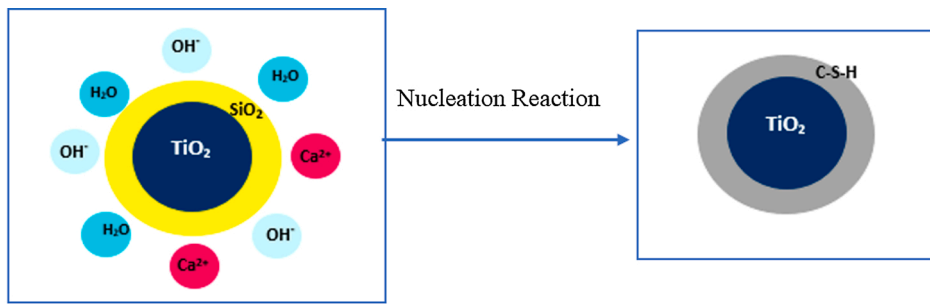 OH⁻
H₂O
H₂O
SiO₂
OH⁻
TiO₂
Ca²⁺
H₂O
OH⁻
Ca²⁺
Nucleation Reaction
C-S-H
TiO₂